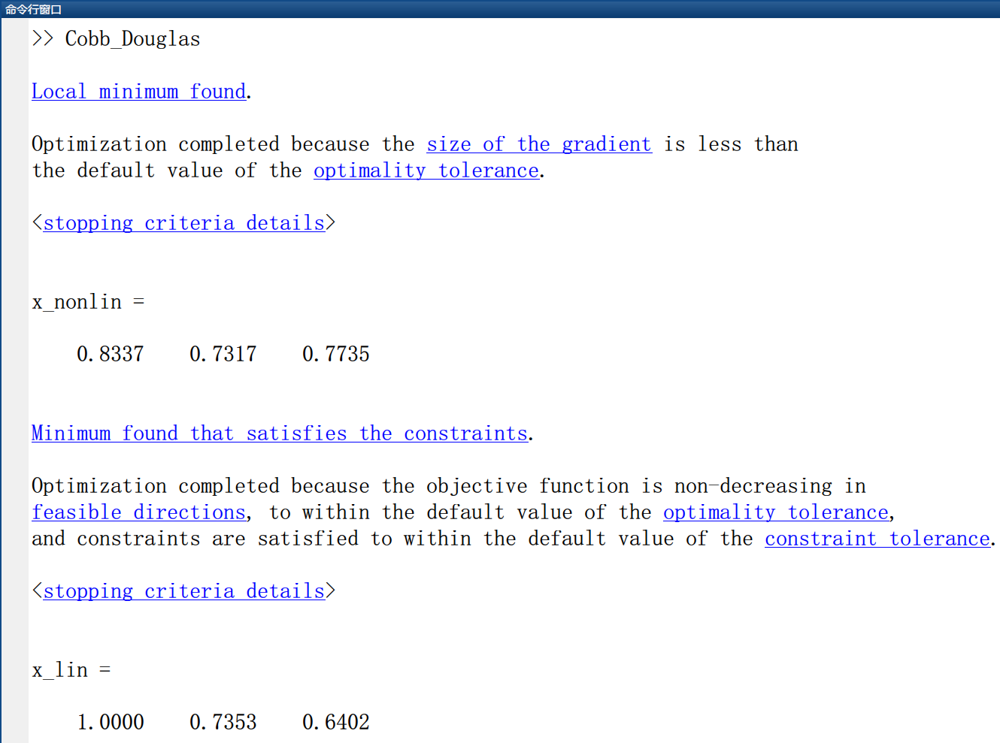 命令行窗口
>> Cobb_Douglas
Local minimum found.
Optimization completed because the size of the gradient is less than
the default value of the optimality tolerance.
<stopping criteria details>
x_nonlin =
0.8337    0.7317    0.7735
Minimum found that satisfies the constraints.
Optimization completed because the objective function is non-decreasing in
feasible directions, to within the default value of the optimality tolerance,
and constraints are satisfied to within the default value of the constraint tolerance.
<stopping criteria details>
x_lin =
1.0000    0.7353    0.6402